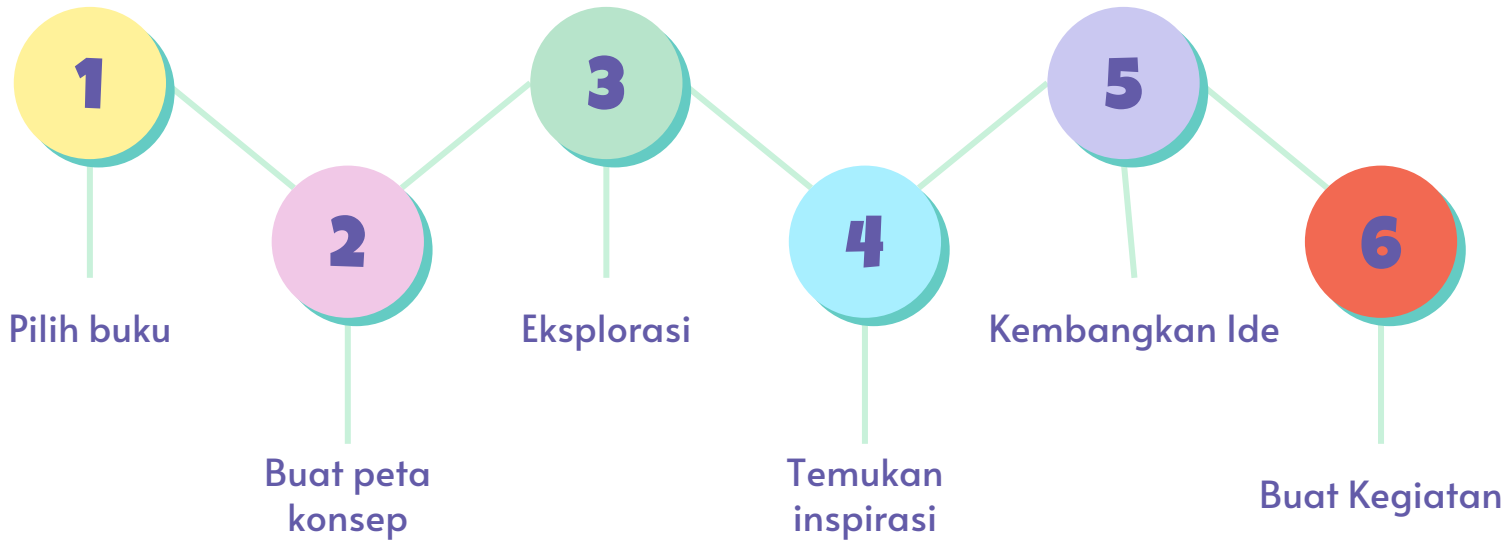 1
Pilih buku
2
Buat peta
konsep
3
Eksplorasi
4
Temukan
inspirasi
5
Kembangkan Ide
6
Buat Kegiatan